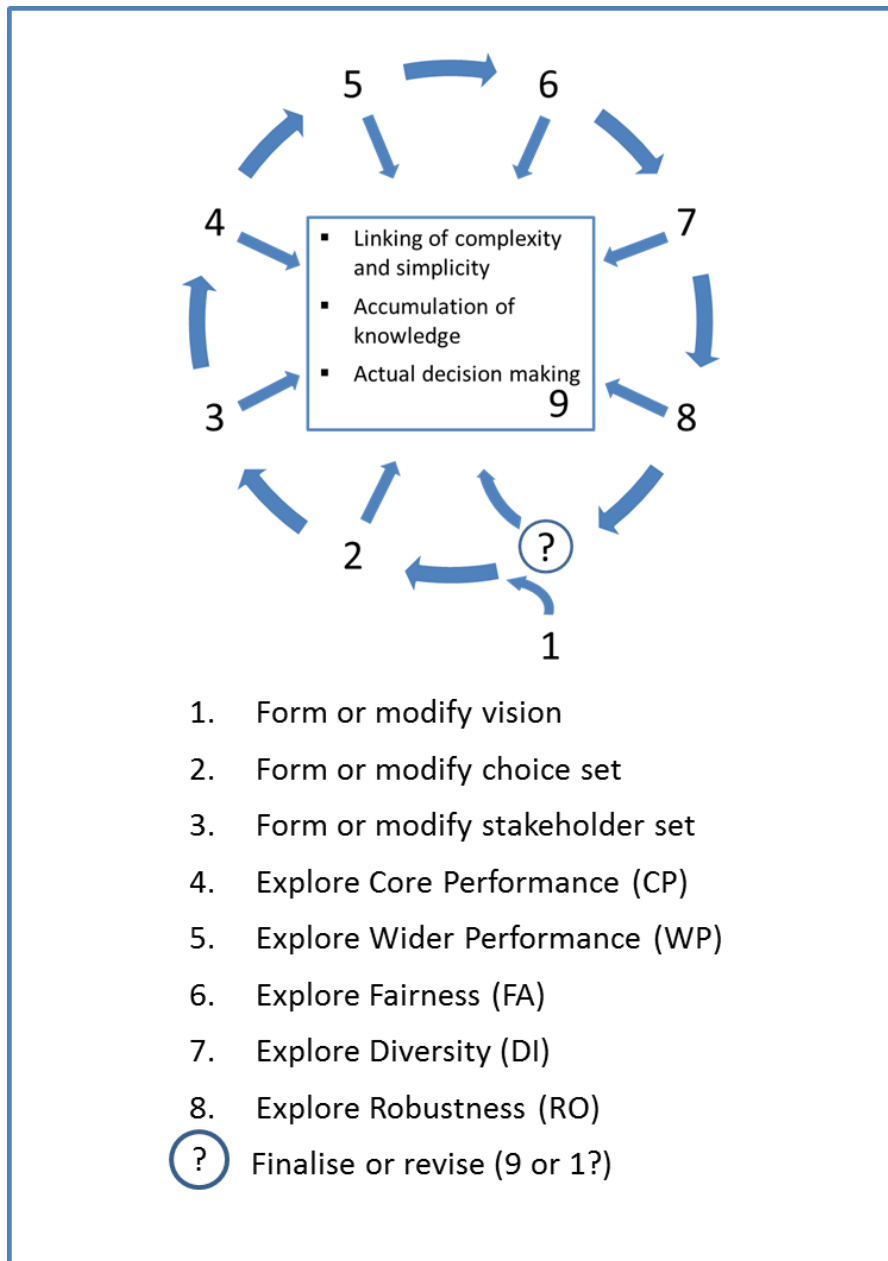 5
6
4
7
▪ Linking of complexity
and simplicity
▪ Accumulation of
knowledge
▪ Actual decision making
9
3
8
2
?
1
1. Form or modify vision
2. Form or modify choice set
3. Form or modify stakeholder set
4. Explore Core Performance (CP)
5. Explore Wider Performance (WP)
6. Explore Fairness (FA)
7. Explore Diversity (DI)
8. Explore Robustness (RO)
? Finalise or revise (9 or 1?)